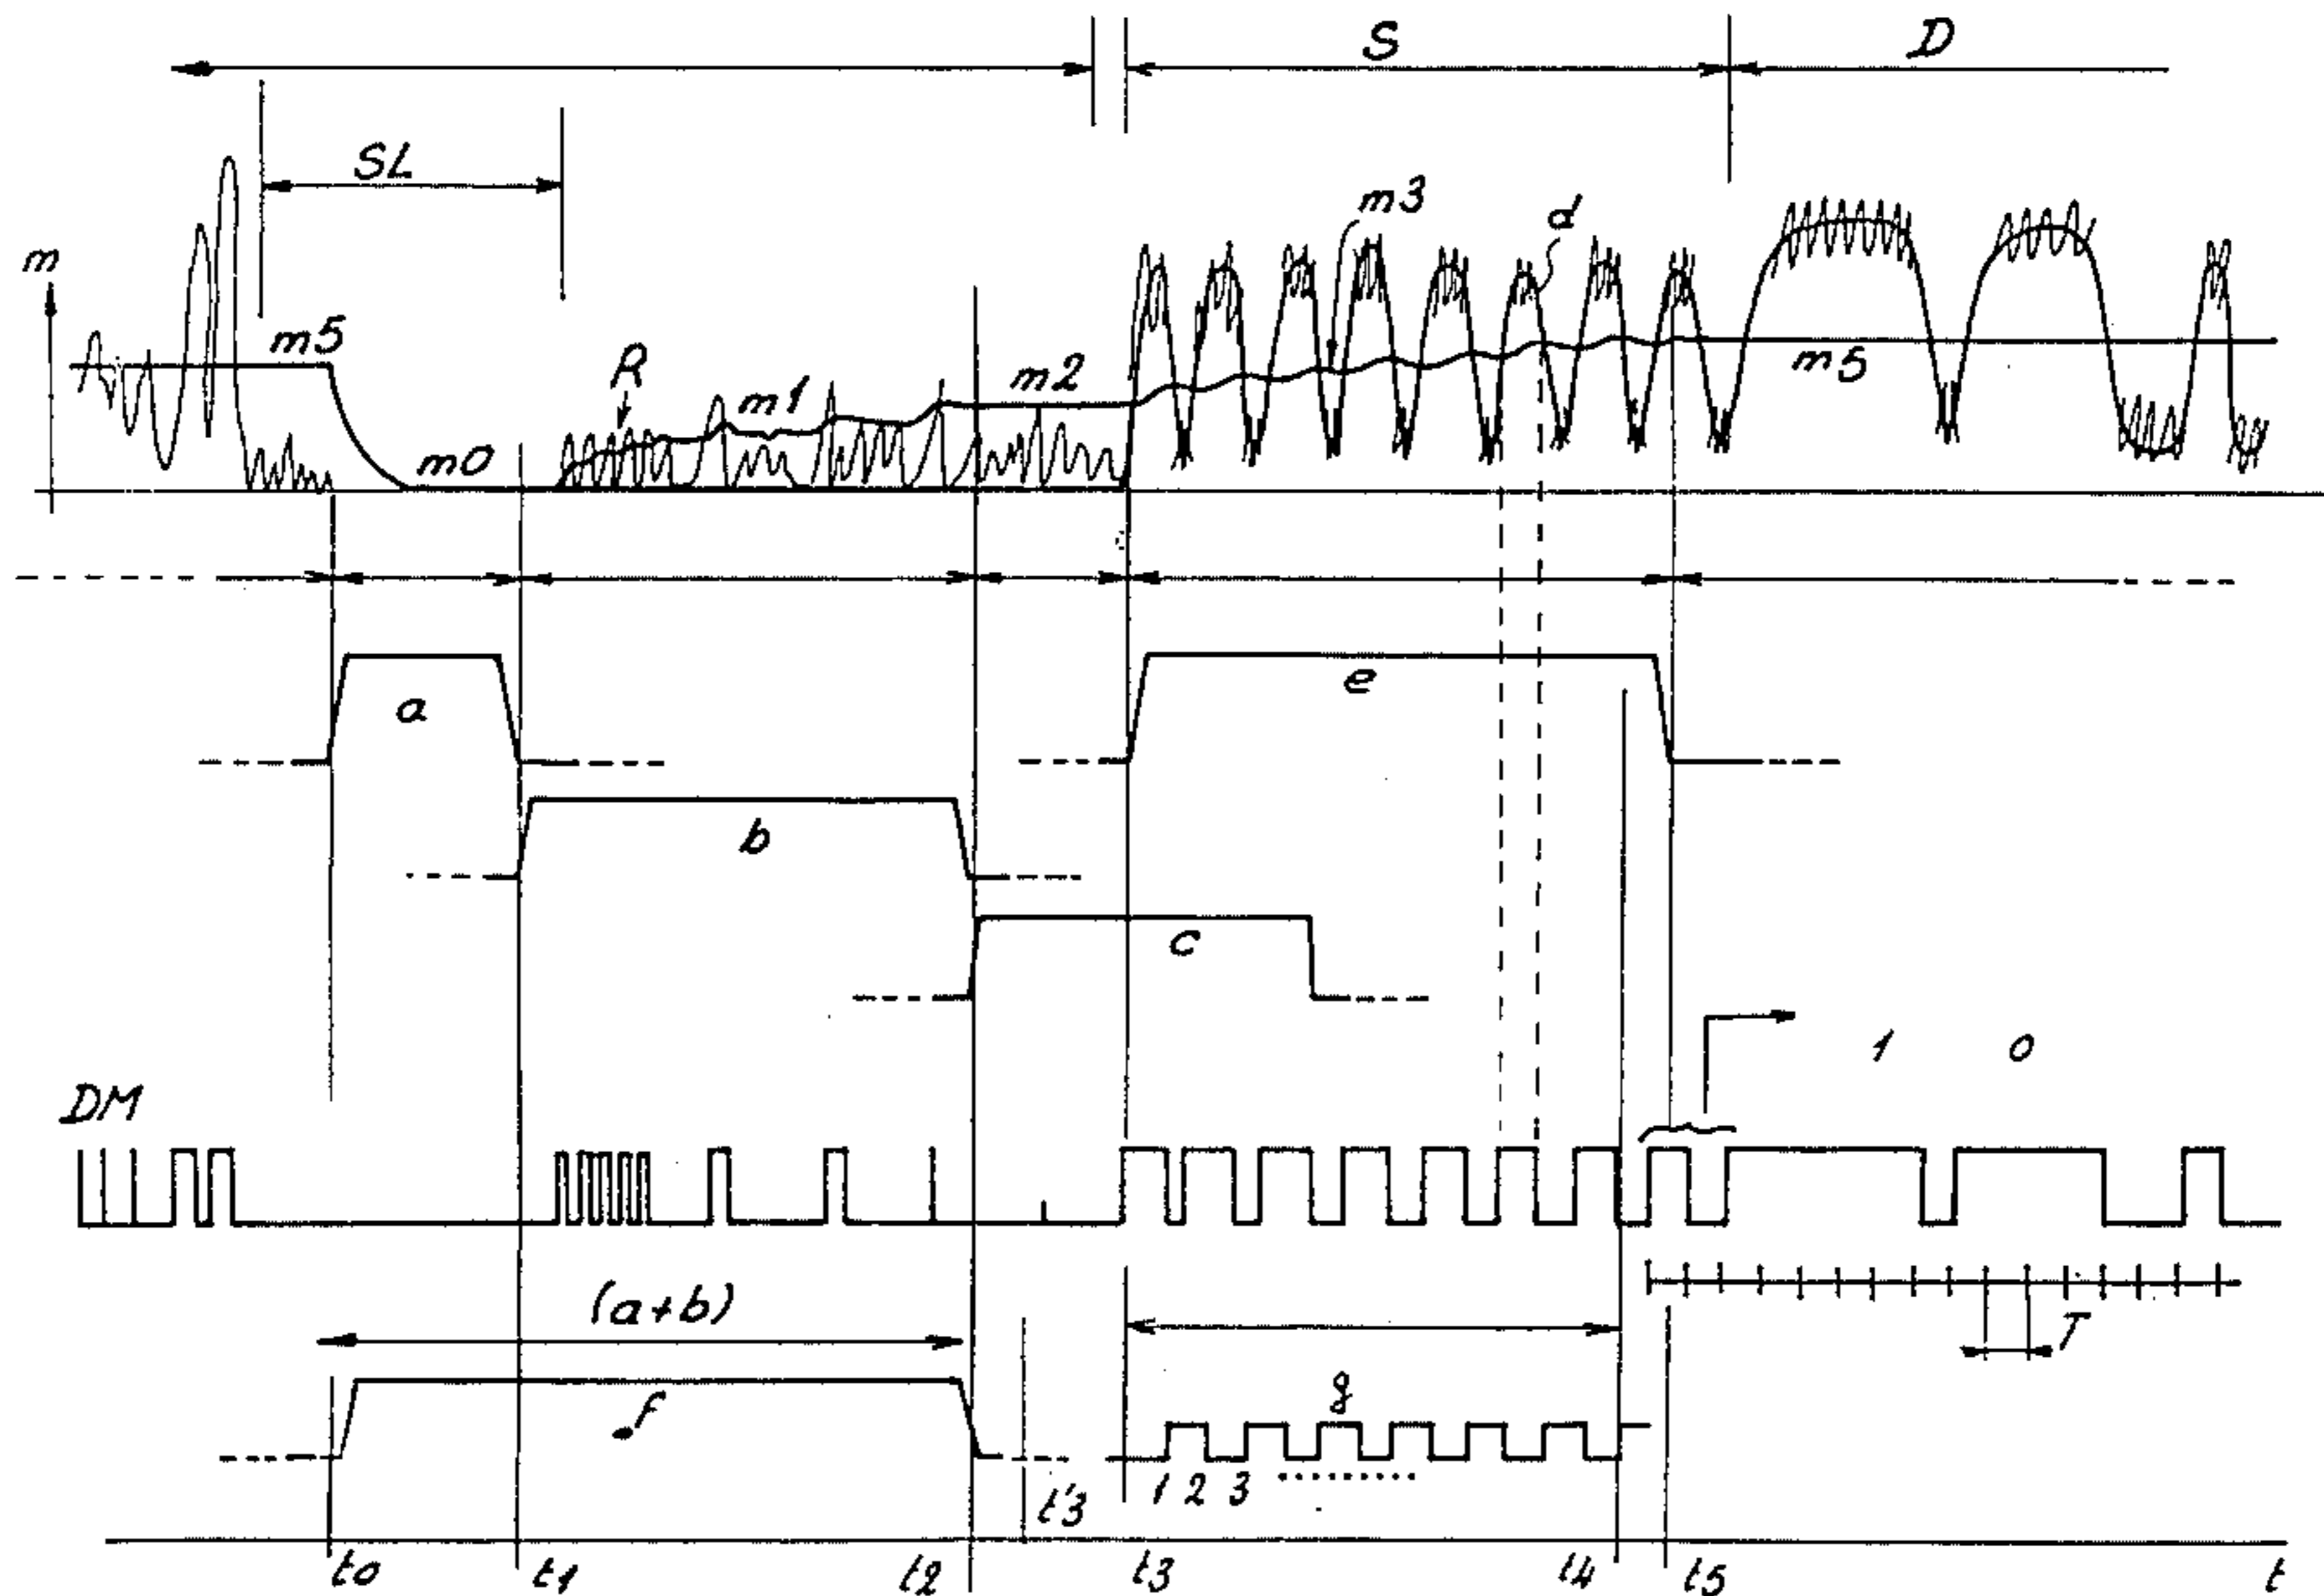 S D
SL
m
m5
m0
R
m1
m2
m3
d
m5
a
e
b
c
1 0
DM
(a+b)
T
f
g
1 2 3 ........
t'3
t0 t1 t2 t3 t4 t5 t